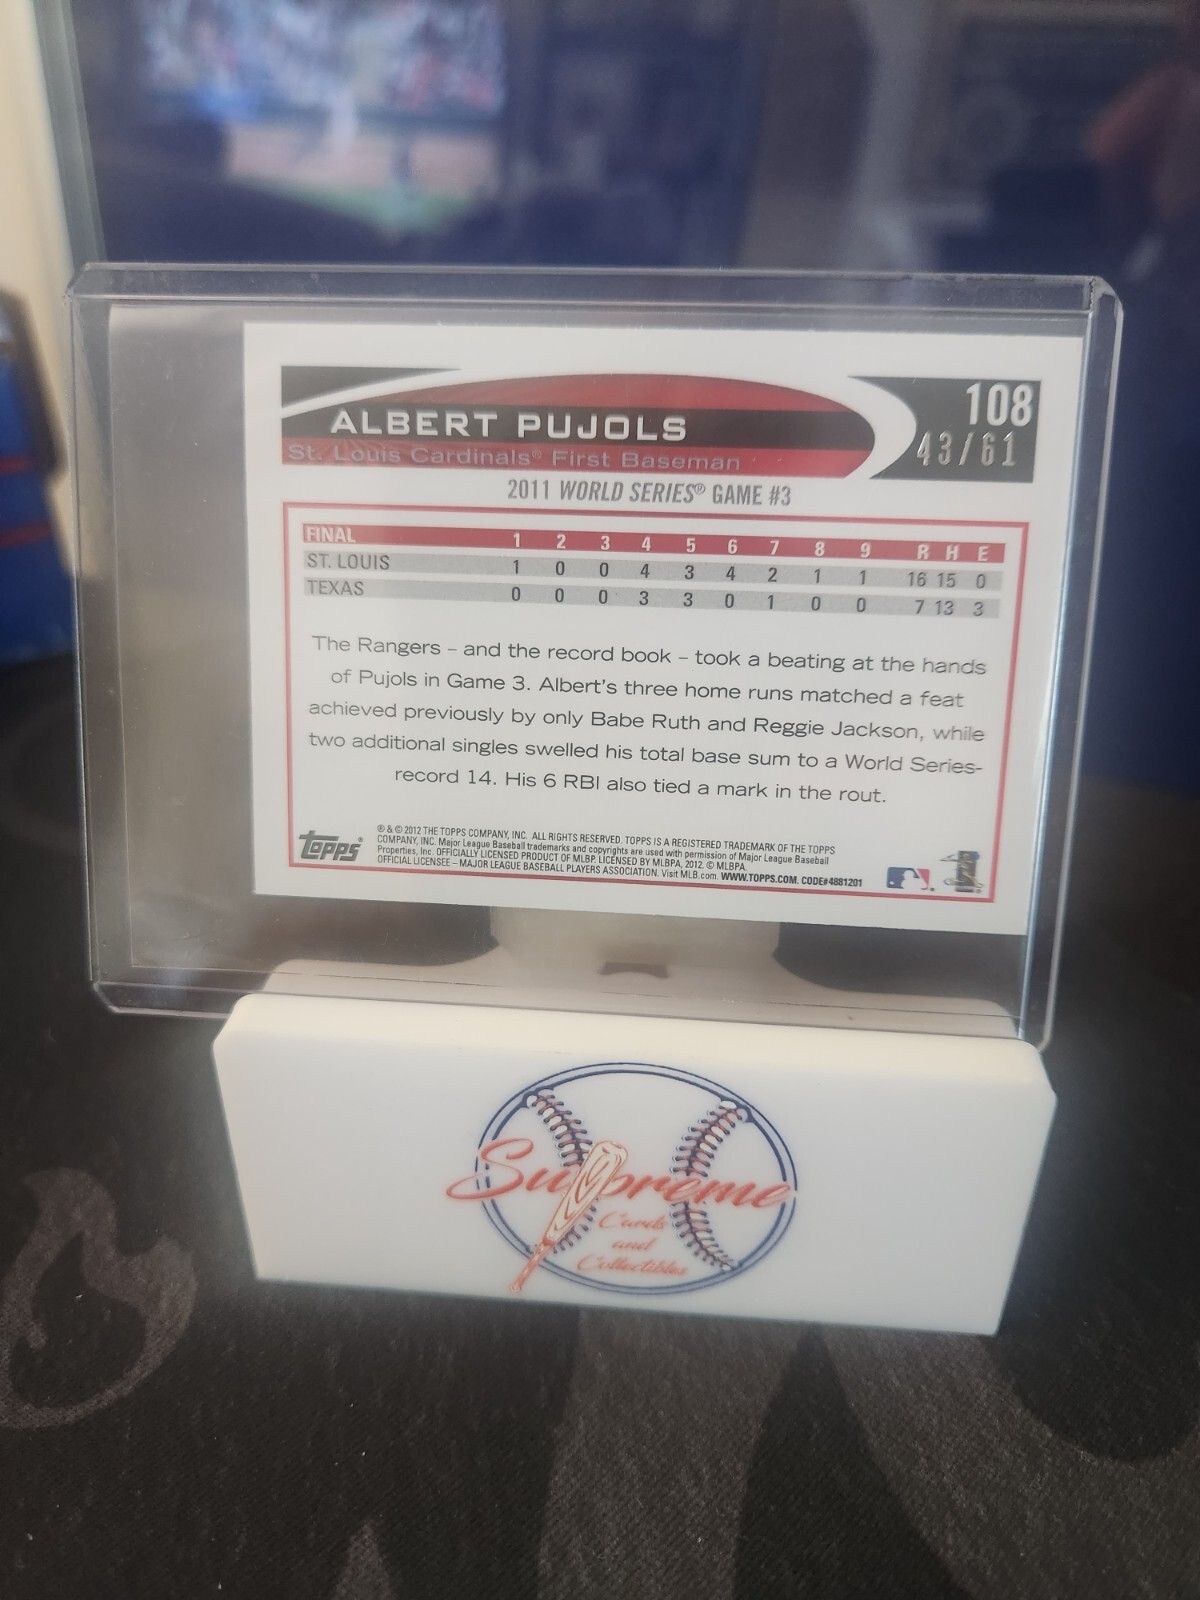 108
ALBERT PUJOLS
43/61
St. Louis Cardinals® First Baseman
2011 WORLD SERIES® GAME #3
FINAL 1 2 3 4 5 6 7 8 9 R H E
ST. LOUIS 1 0 0 4 3 4 2 1 1 16 15 0
TEXAS 0 0 0 3 3 0 1 0 0 7 13 3
The Rangers – and the record book – took a beating at the hands
of Pujols in Game 3. Albert's three home runs matched a feat
achieved previously by only Babe Ruth and Reggie Jackson, while
two additional singles swelled his total base sum to a World Series-
record 14. His 6 RBI also tied a mark in the rout.
Topps®
® & © 2012 THE TOPPS COMPANY, INC. ALL RIGHTS RESERVED. TOPPS IS A REGISTERED TRADEMARK OF THE TOPPS
COMPANY, INC. Major League Baseball trademarks and copyrights are used with permission of Major League Baseball
Properties, Inc. OFFICIALLY LICENSED PRODUCT OF MLBP. LICENSED BY MLBPA, 2012. © MLBPA.
OFFICIAL LICENSEE – MAJOR LEAGUE BASEBALL PLAYERS ASSOCIATION. Visit MLB.com. WWW.TOPPS.COM. CODE#4881201
Supreme
Cards
and
Collectibles